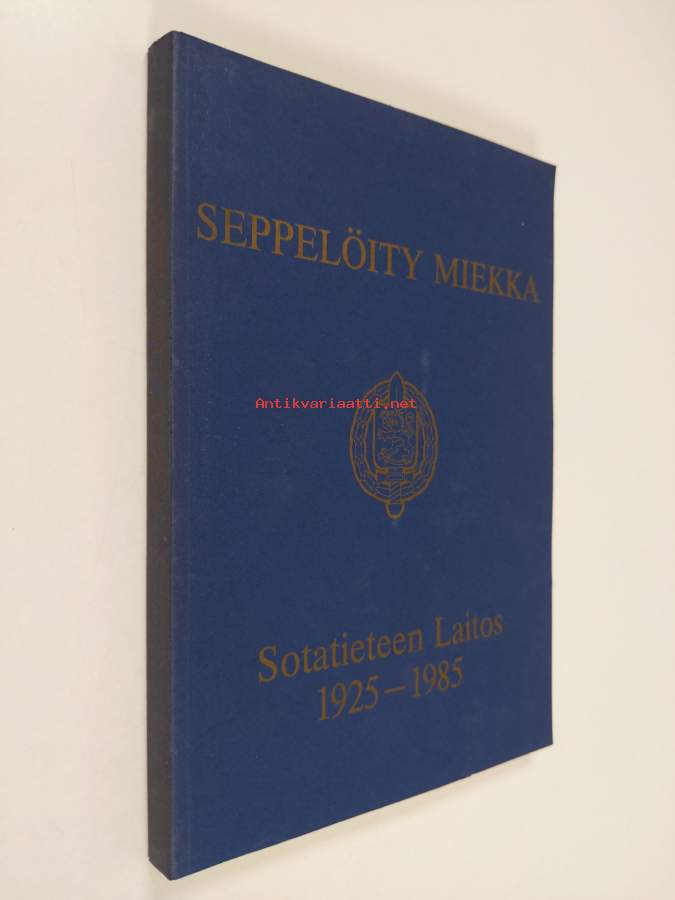 SEPPELÖITY MIEKKA
Antikvariaatti.net
Sotatieteen Laitos
1925–1985